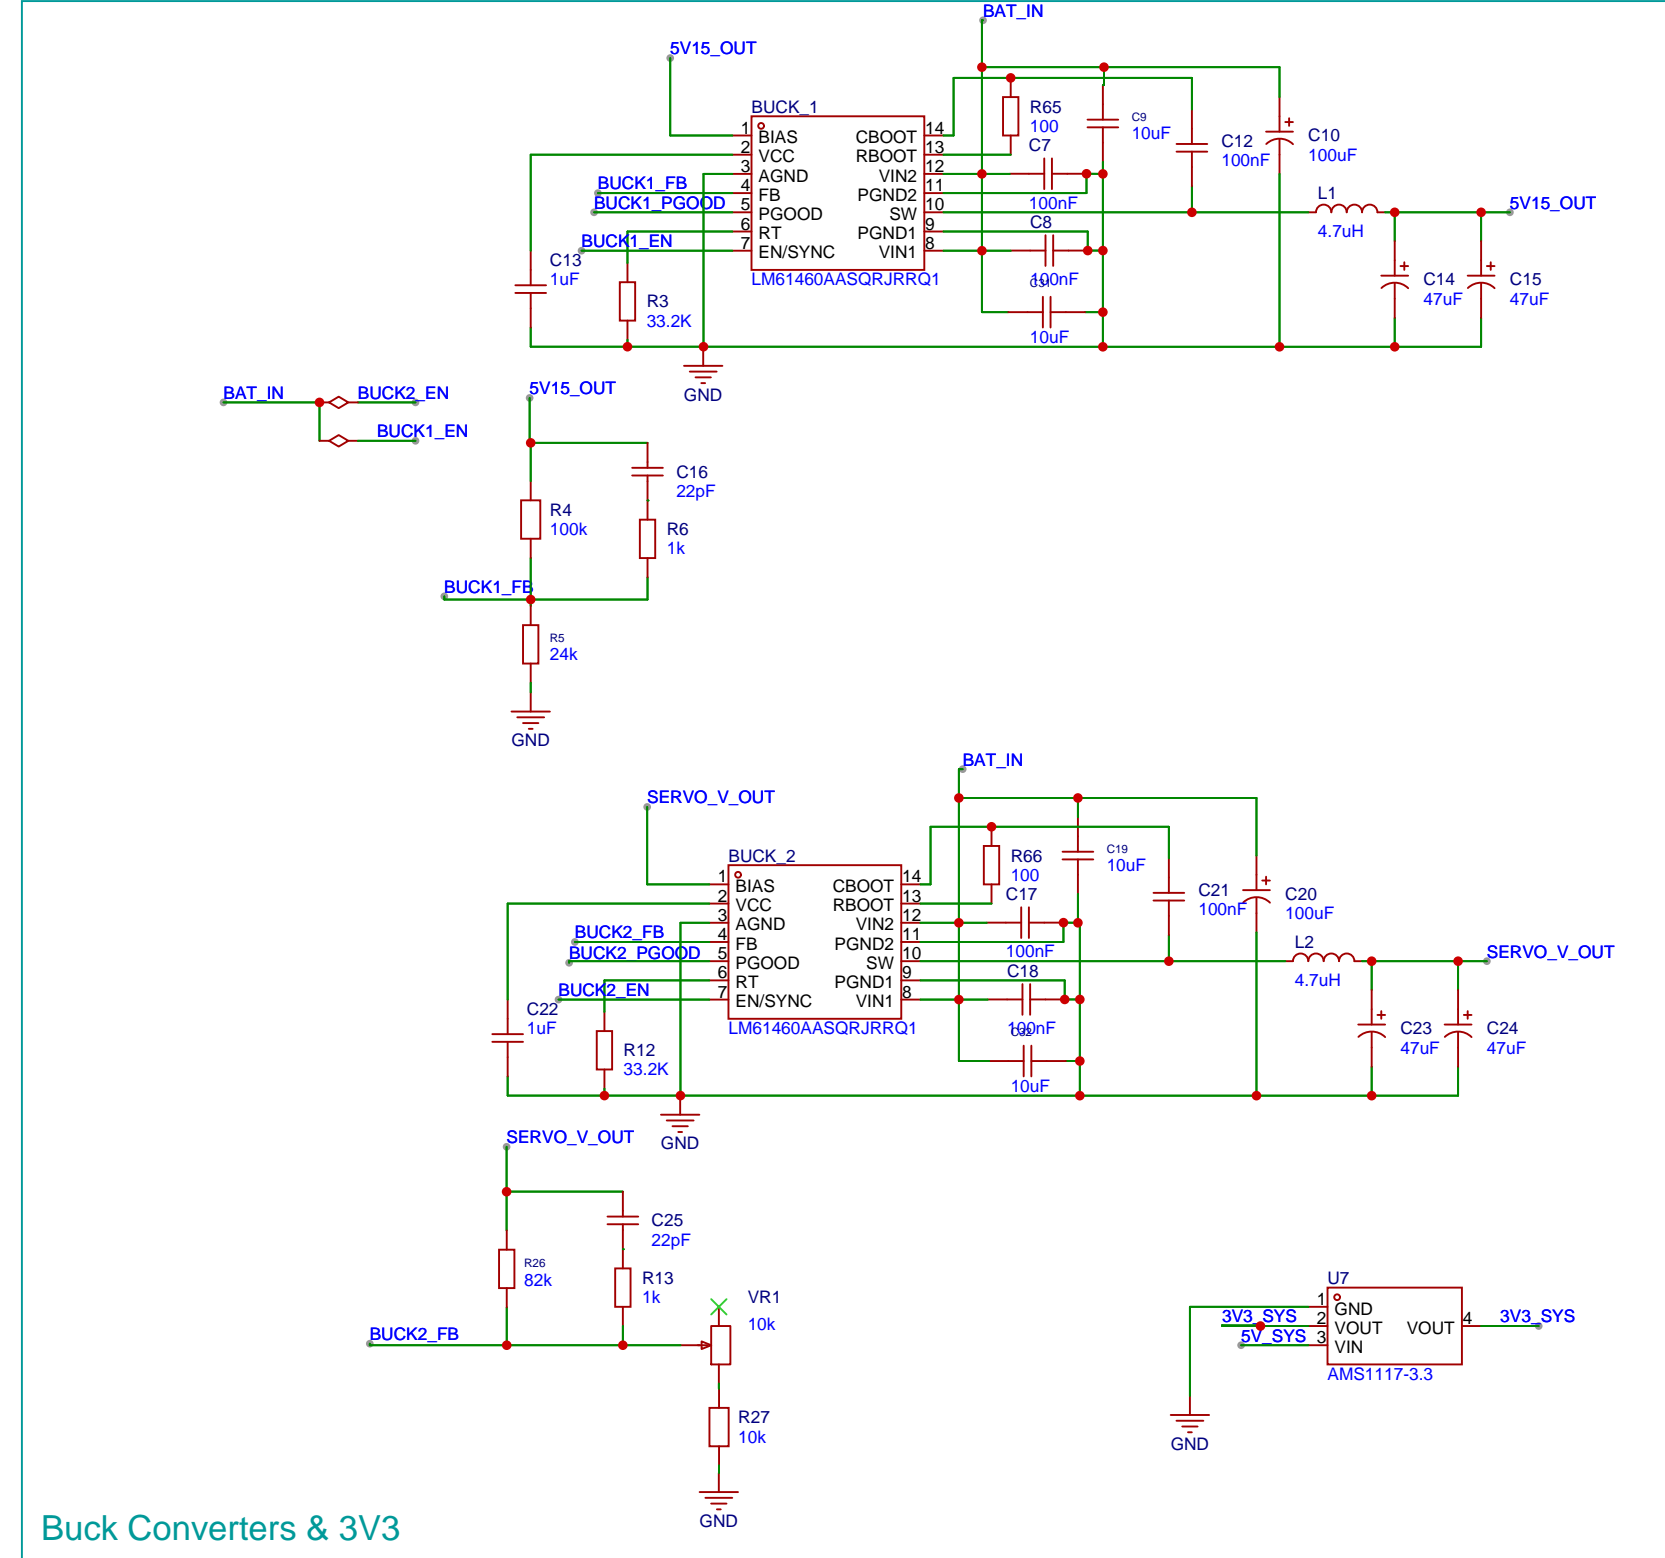 BAT_IN
5V15_OUT
BUCK_1
1
2
3
4
5
6
7
BIAS
VCC
AGND
FB
PGOOD
RT
EN/SYNC
CBOOT
RBOOT
VIN2
PGND2
SW
PGND1
VIN1
14
13
12
11
10
9
8
LM61460AASQRJRRQ1
BUCK1_FB
BUCK1_PGOOD
BUCK1_EN
C13
1uF
R3
33.2K
R65
100
C7
100nF
C8
100nF
C31
10uF
C9
10uF
C12
100nF
C10
100uF
L1
4.7uH
5V15_OUT
C14
47uF
C15
47uF
GND
BAT_IN
BUCK2_EN
BUCK1_EN
5V15_OUT
C16
22pF
R4
100k
R6
1k
BUCK1_FB
R5
24k
GND
BAT_IN
SERVO_V_OUT
BUCK_2
1
2
3
4
5
6
7
BIAS
VCC
AGND
FB
PGOOD
RT
EN/SYNC
CBOOT
RBOOT
VIN2
PGND2
SW
PGND1
VIN1
14
13
12
11
10
9
8
LM61460AASQRJRRQ1
BUCK2_FB
BUCK2_PGOOD
BUCK2_EN
C22
1uF
R12
33.2K
R66
100
C17
100nF
C18
100nF
C32
10uF
C19
10uF
C21
100nF
C20
100uF
L2
4.7uH
SERVO_V_OUT
C23
47uF
C24
47uF
GND
SERVO_V_OUT
C25
22pF
R26
82k
R13
1k
BUCK2_FB
VR1
10k
R27
10k
GND
U7
1
2
3
GND
VOUT
VIN
VOUT
4
3V3_SYS
5V_SYS
3V3_SYS
AMS1117-3.3
GND
Buck Converters & 3V3